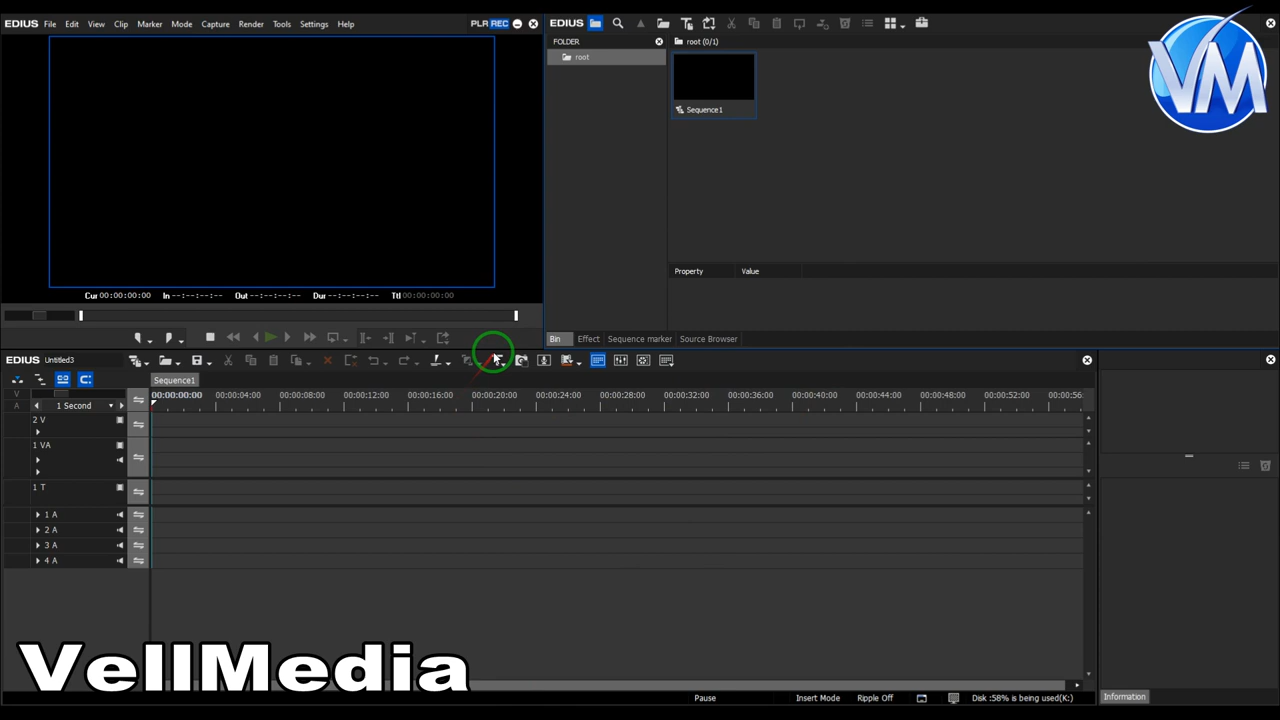 EDIUS File Edit View Clip Marker Mode Capture Render Tools Settings Help PLR REC
EDIUS
VM
FOLDER
root (0/1)
root
Sequence1
Property Value
Cur 00:00:00:00 In --:--:--:-- Out --:--:--:-- Dur --:--:--:-- Ttl 00:00:00:00
Bin Effect Sequence marker Source Browser
EDIUS Untitled3
Sequence1
V
A
1 Second
00:00:00:00 00:00:04:00 00:00:08:00 00:00:12:00 00:00:16:00 00:00:20:00 00:00:24:00 00:00:28:00 00:00:32:00 00:00:36:00 00:00:40:00 00:00:44:00 00:00:48:00 00:00:52:00 00:00:56:
2 V
1 VA
1 T
1 A
2 A
3 A
4 A
VellMedia
Pause Insert Mode Ripple Off Disk :58% is being used(K:)
Information